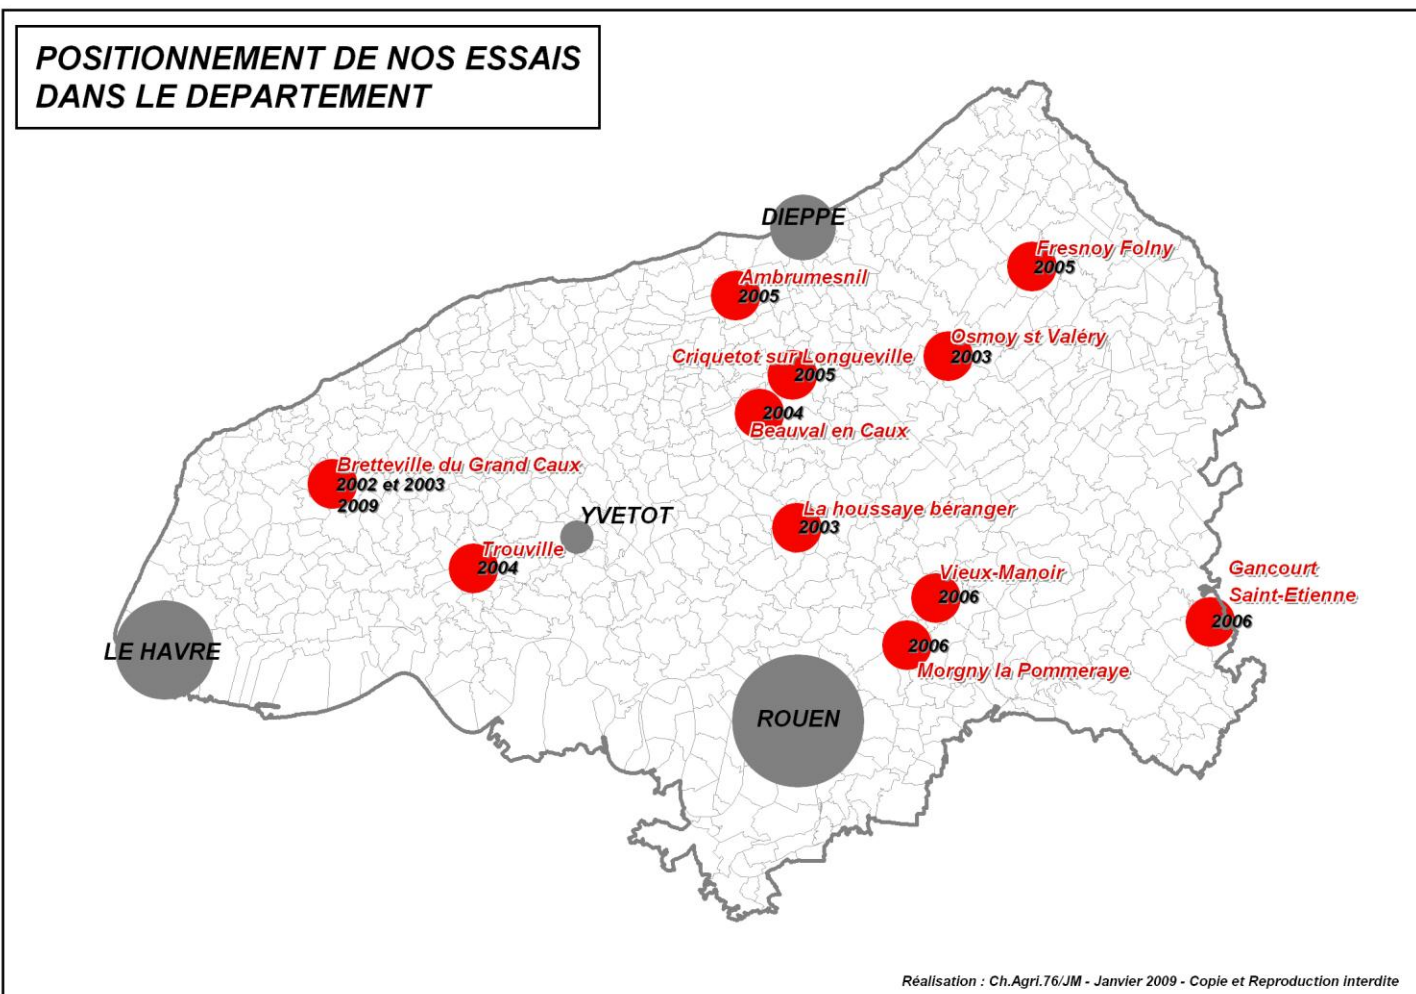 POSITIONNEMENT DE NOS ESSAIS
DANS LE DEPARTEMENT
DIEPPE
Fresnoy Folny
2005
Ambrumesnil
2005
Osmoy st Valéry
2003
Criquetot sur Longueville
2005
2004
Beauval en Caux
Bretteville du Grand Caux
2002 et 2003
2009
YVETOT
La houssaye béranger
2003
Trouville
2004
Vieux-Manoir
2006
Gancourt
Saint-Etienne
2006
2006
Morgny la Pommeraye
LE HAVRE
ROUEN
Réalisation : Ch.Agri.76/JM - Janvier 2009 - Copie et Reproduction interdite